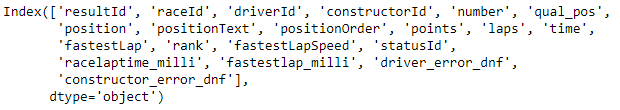 Index(['resultId', 'raceId', 'driverId', 'constructorId', 'number', 'qual_pos',
'position', 'positionText', 'positionOrder', 'points', 'laps', 'time',
'fastestLap', 'rank', 'fastestLapSpeed', 'statusId',
'racelaptime_milli', 'fastestlap_milli', 'driver_error_dnf',
'constructor_error_dnf'],
dtype='object')